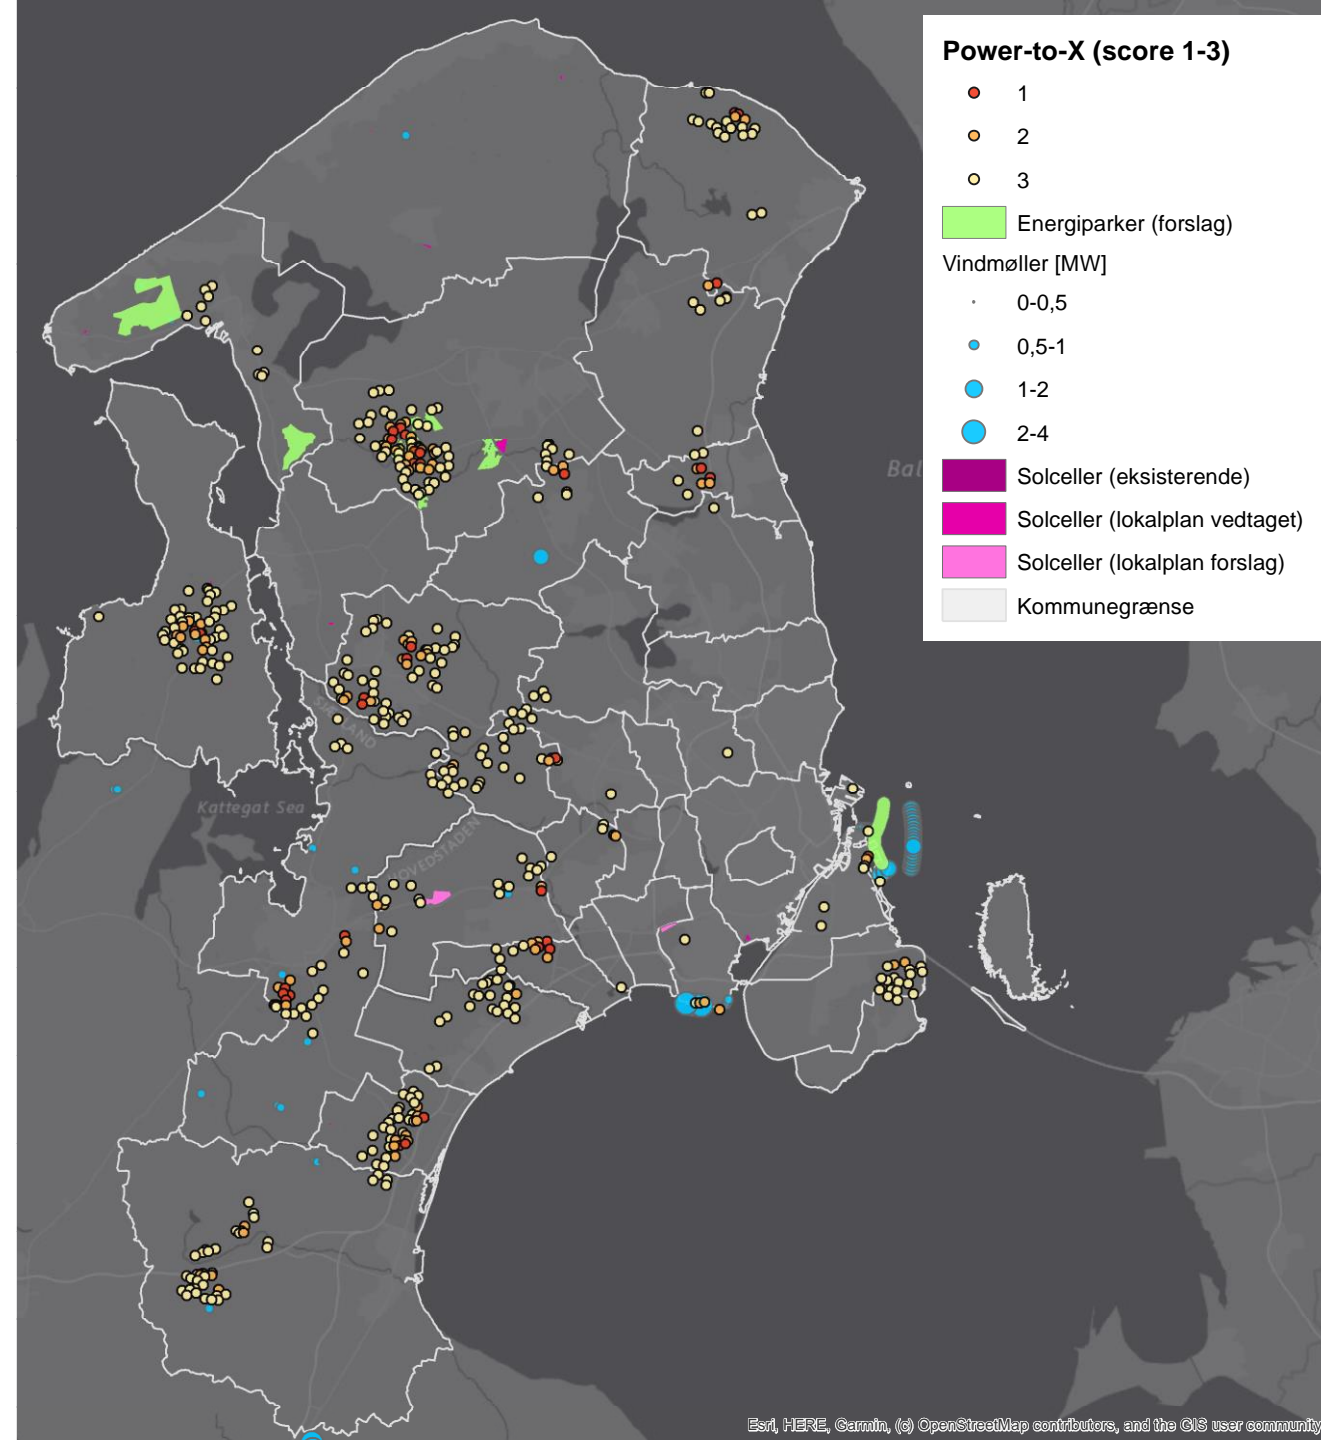 Power-to-X (score 1-3)
1
2
3
Energiparker (forslag)
Vindmøller [MW]
0-0,5
0,5-1
1-2
2-4
Solceller (eksisterende)
Solceller (lokalplan vedtaget)
Solceller (lokalplan forslag)
Kommunegrænse
Bal
Kattegat Sea
HOVEDSTADEN
Esri, HERE, Garmin, (c) OpenStreetMap contributors, and the GIS user community